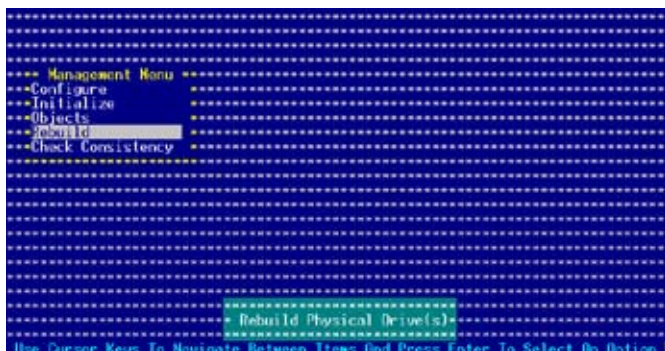 Management Menu
Configure
Initialize
Objects
Rebuild
Check Consistency
Rebuild Physical Drive(s)
Use Cursor Keys To Navigate Between Items And Press Enter To Select An Option